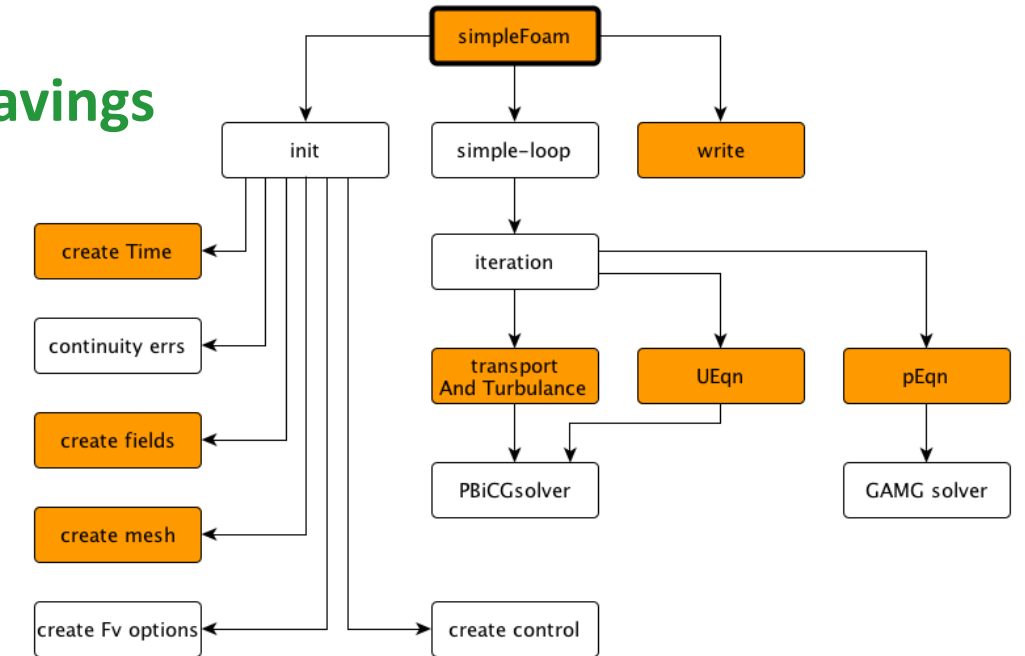 simpleFoam
avings
init
simple-loop
write
create Time
iteration
continuity errs
transport
And Turbulance
UEqn
pEqn
create fields
PBiCGsolver
GAMG solver
create mesh
create Fv options
create control